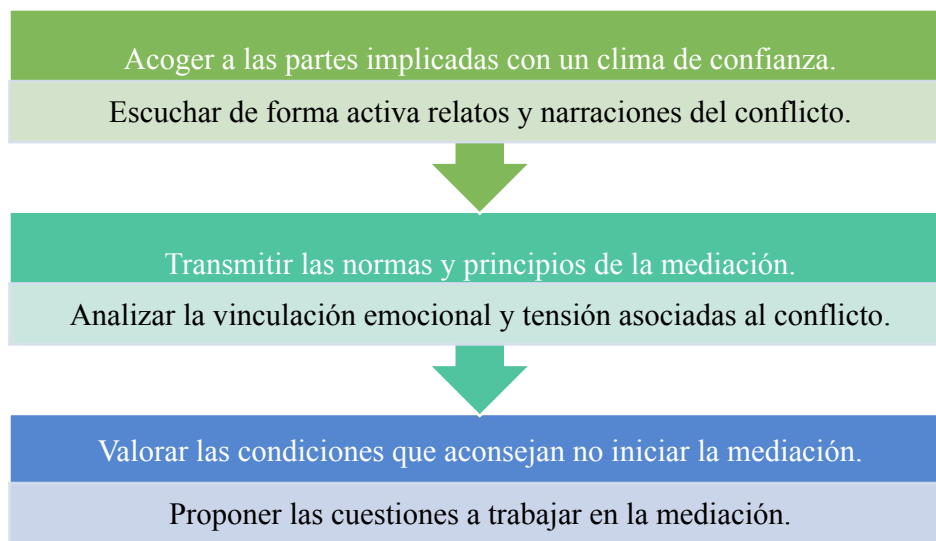 Acoger a las partes implicadas con un clima de confianza.
Escuchar de forma activa relatos y narraciones del conflicto.
Transmitir las normas y principios de la mediación.
Analizar la vinculación emocional y tensión asociadas al conflicto.
Valorar las condiciones que aconsejan no iniciar la mediación.
Proponer las cuestiones a trabajar en la mediación.